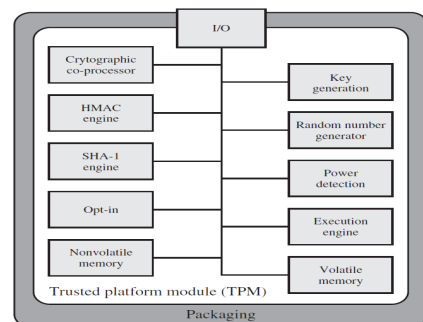 I/O
Crytographic
co-processor
HMAC
engine
SHA-1
engine
Opt-in
Nonvolatile
memory
Key
generation
Random number
generator
Power
detection
Execution
engine
Volatile
memory
Trusted platform module (TPM)
Packaging